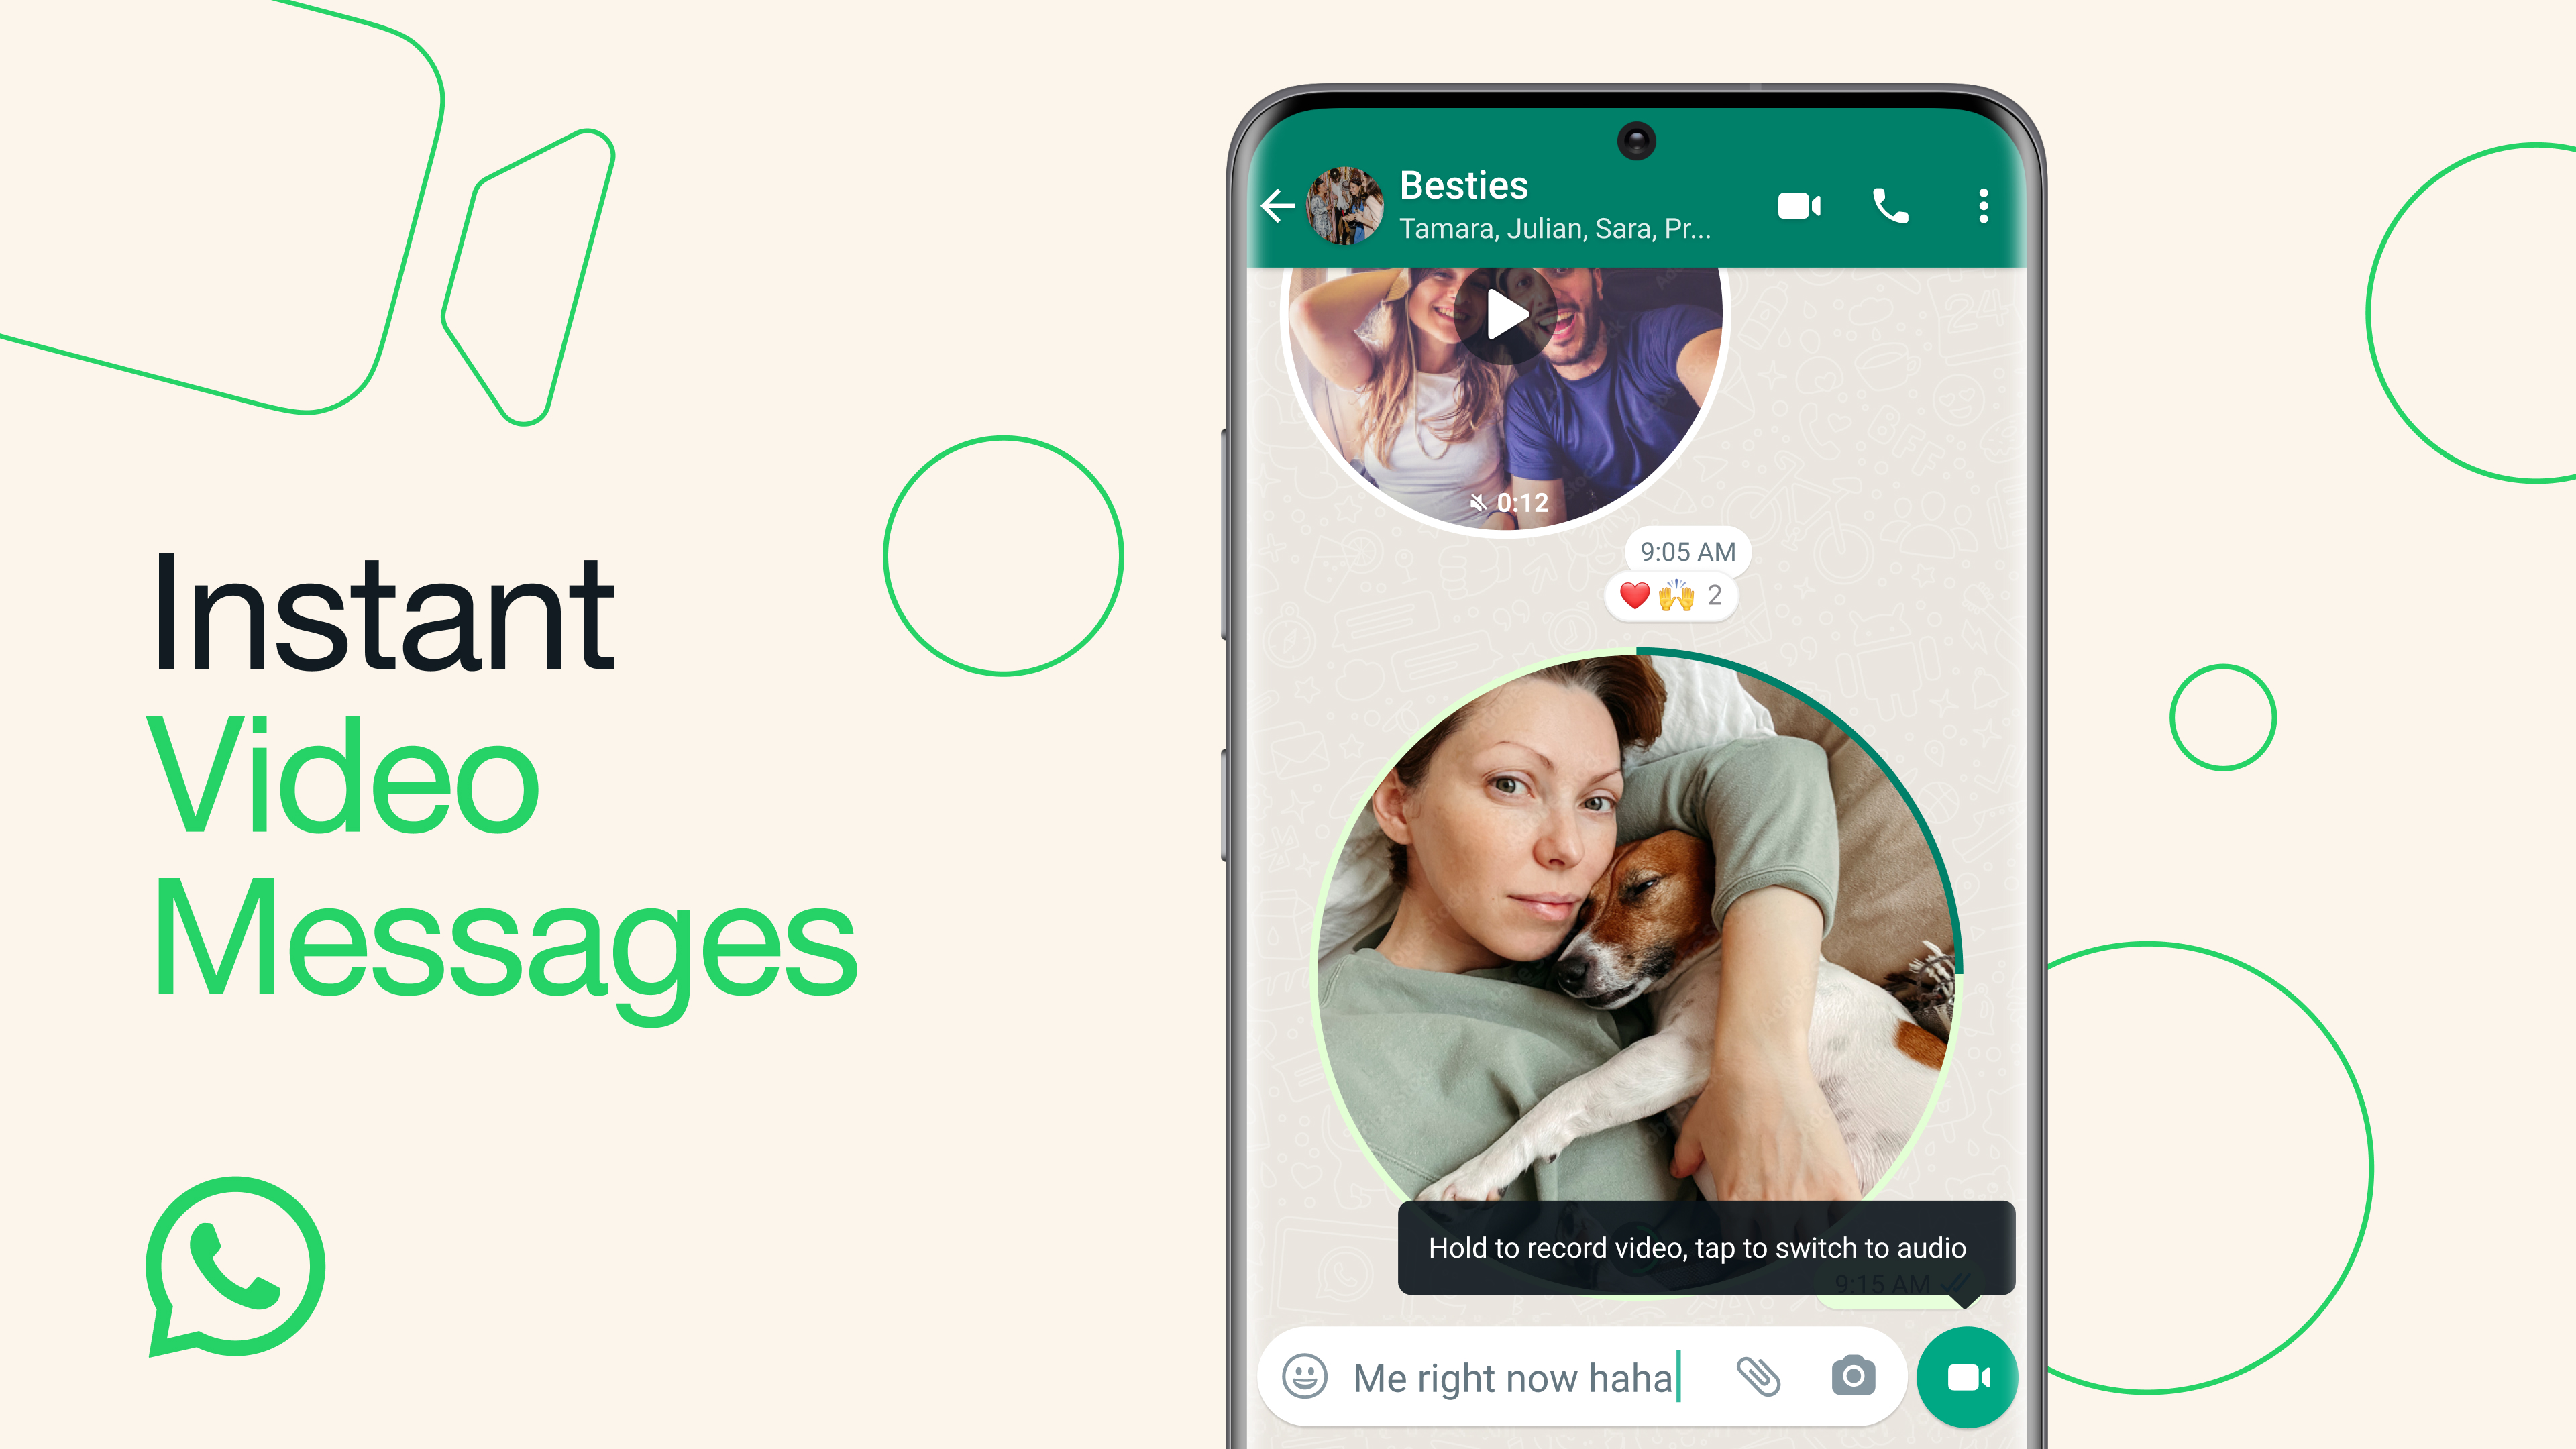 Instant
Video
Messages
Besties
Tamara, Julian, Sara, Pr...
0:12
9:05 AM
2
Hold to record video, tap to switch to audio
9:15 AM
Me right now haha